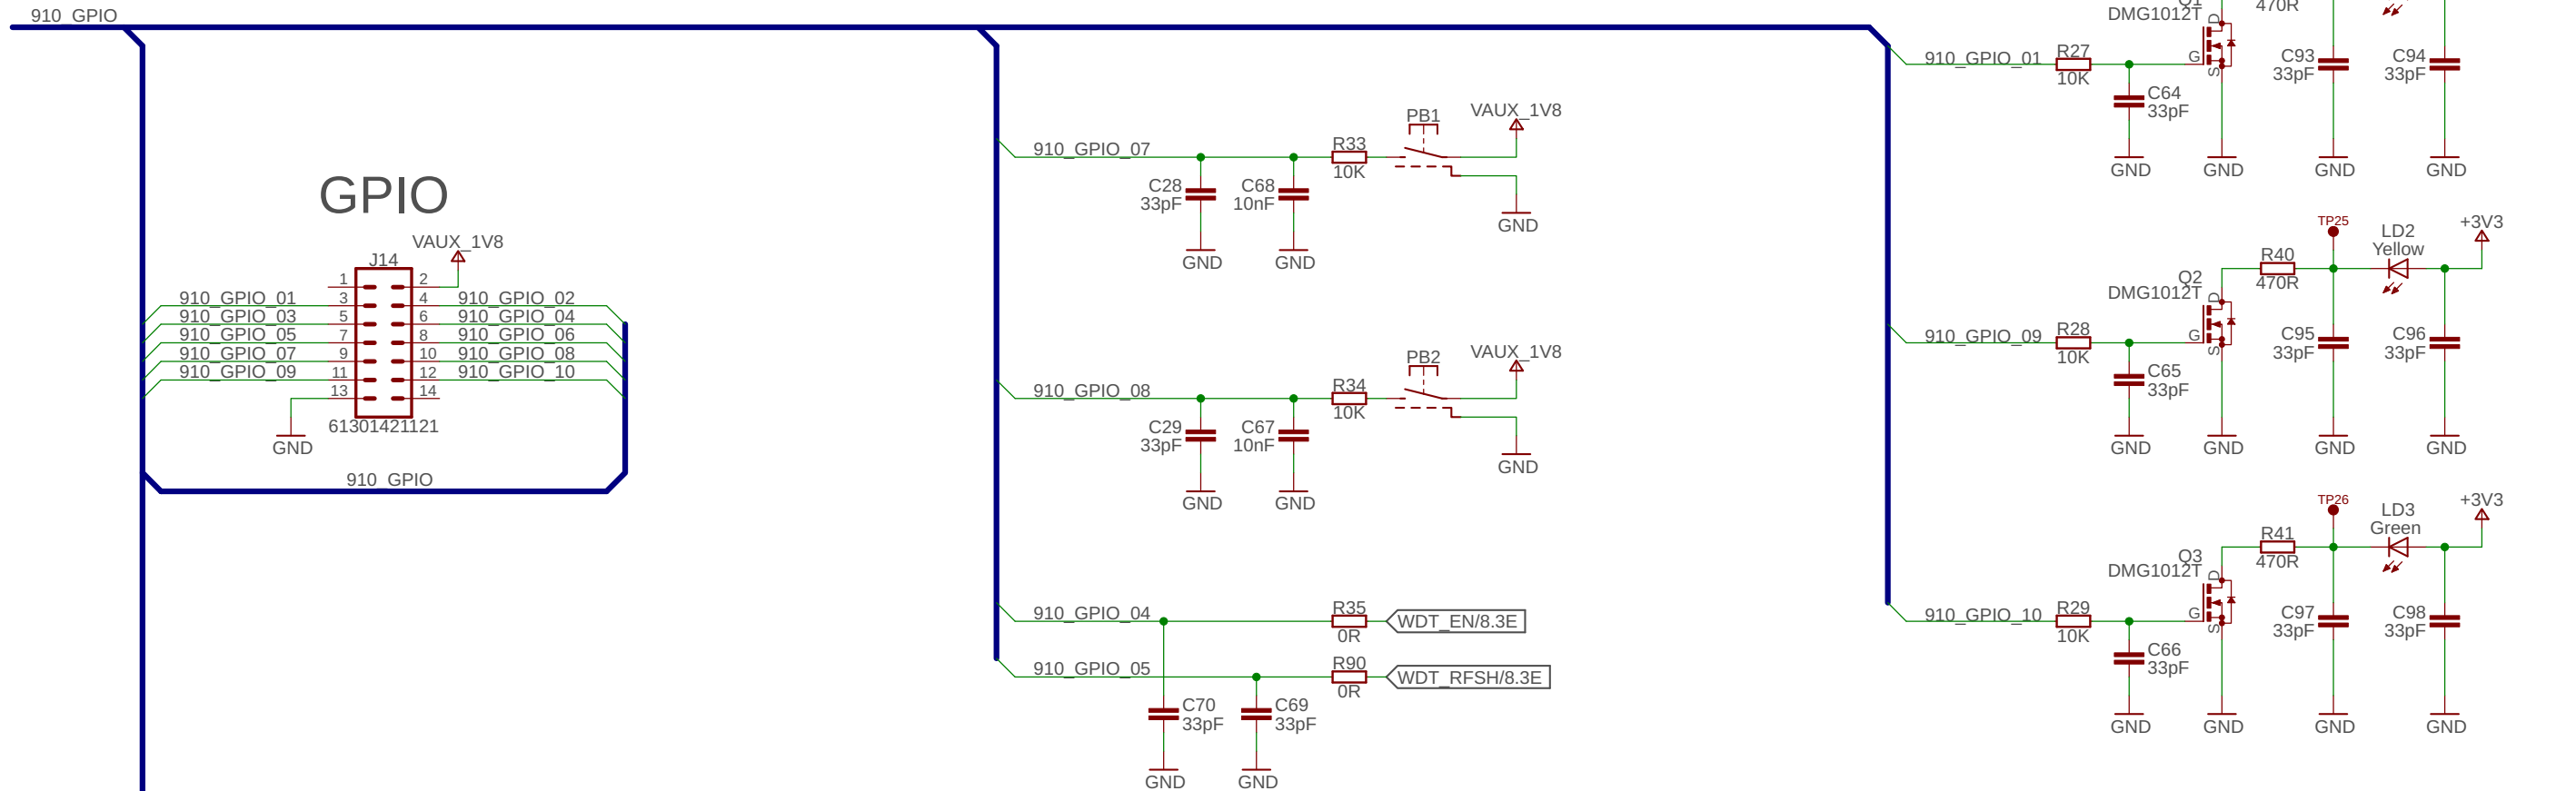 910_GPIO
GPIO
VAUX_1V8
J14
1 2
3 4
5 6
7 8
9 10
11 12
13 14
910_GPIO_01 910_GPIO_02
910_GPIO_03 910_GPIO_04
910_GPIO_05 910_GPIO_06
910_GPIO_07 910_GPIO_08
910_GPIO_09 910_GPIO_10
61301421121
GND
910_GPIO
910_GPIO_07
C28
33pF
GND
C68
10nF
GND
R33
10K
PB1
VAUX_1V8
GND
910_GPIO_08
C29
33pF
GND
C67
10nF
GND
R34
10K
PB2
VAUX_1V8
GND
910_GPIO_04
R35
0R
WDT_EN/8.3E
910_GPIO_05
R90
0R
WDT_RFSH/8.3E
C70
33pF
GND
C69
33pF
GND
910_GPIO_01
R27
10K
C64
33pF
GND
Q1
DMG1012T
D
G
S
GND
470R
C93
33pF
GND
C94
33pF
GND
910_GPIO_09
R28
10K
C65
33pF
GND
Q2
DMG1012T
D
G
S
GND
R40
470R
TP25
LD2
Yellow
+3V3
C95
33pF
GND
C96
33pF
GND
910_GPIO_10
R29
10K
C66
33pF
GND
Q3
DMG1012T
D
G
S
GND
R41
470R
TP26
LD3
Green
+3V3
C97
33pF
GND
C98
33pF
GND